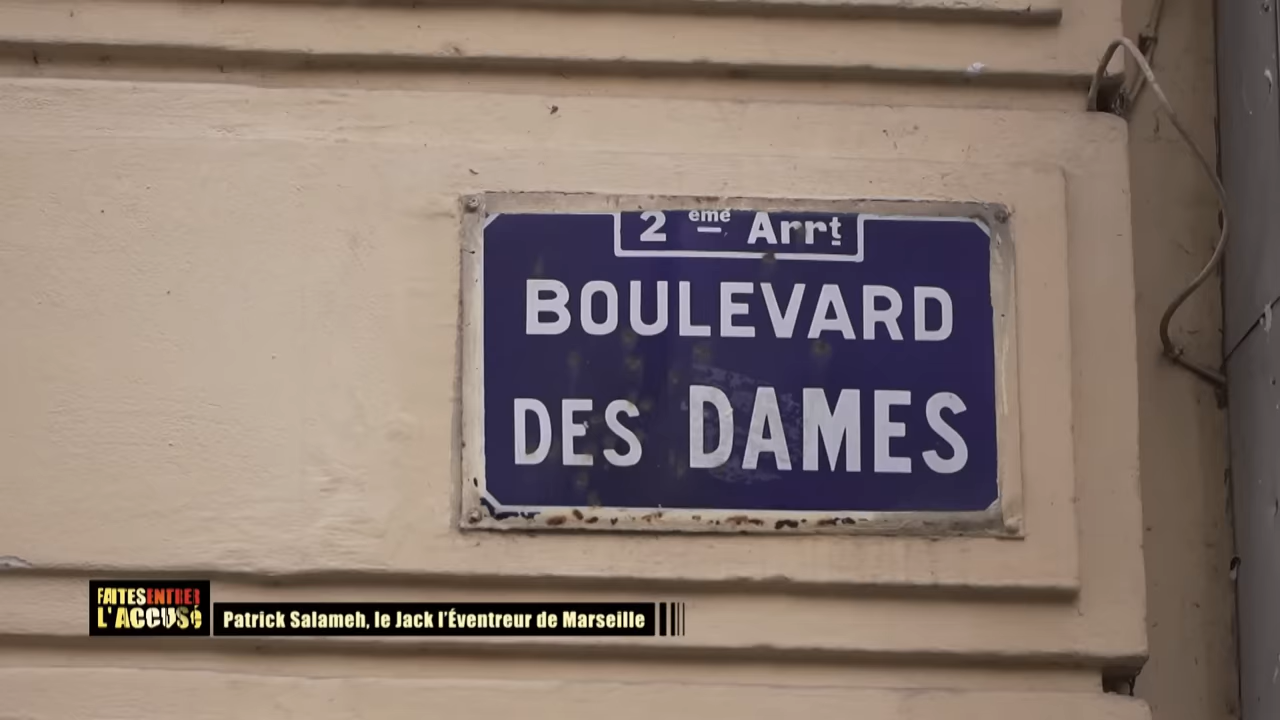 2 ème Arrt
BOULEVARD
DES DAMES
FAITES ENTRER
L'ACCUSÉ
Patrick Salameh, le Jack l'Éventreur de Marseille